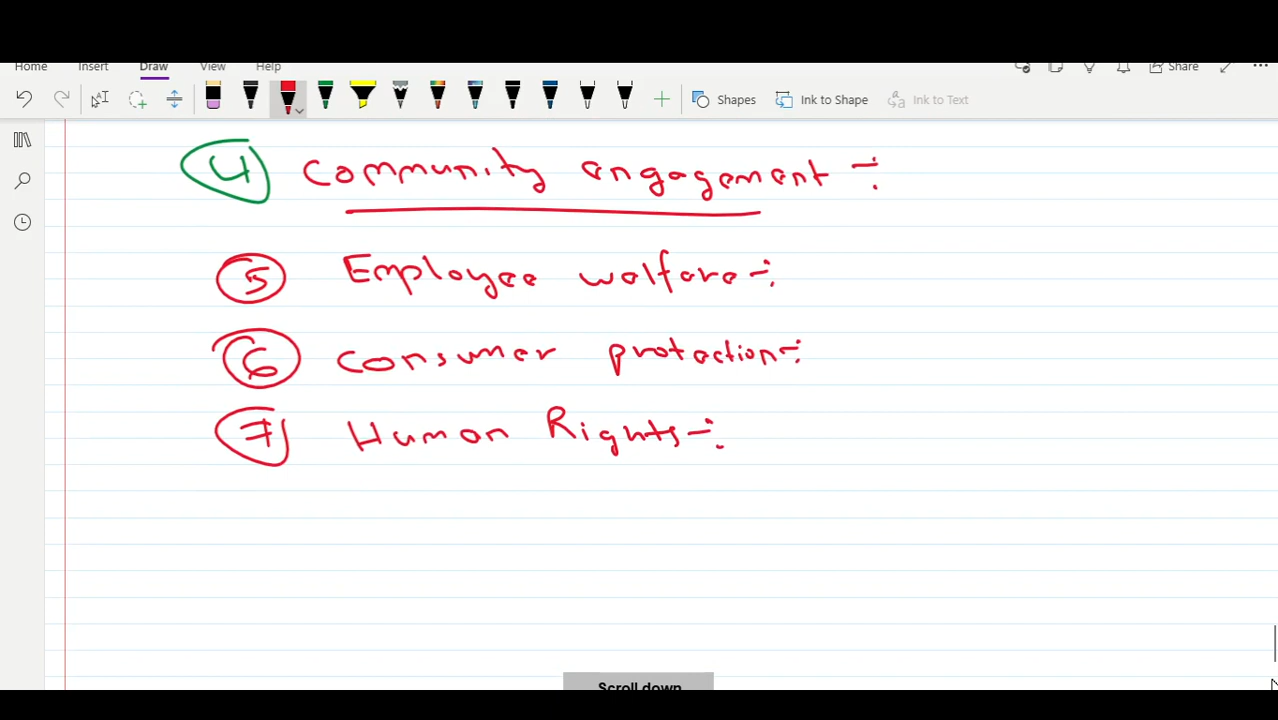 Home Insert Draw View Help Share
Shapes Ink to Shape Ink to Text
4 Community engagement :-
5 Employee welfare :-
6 Consumer protection :-
7 Human Rights :-
Scroll down